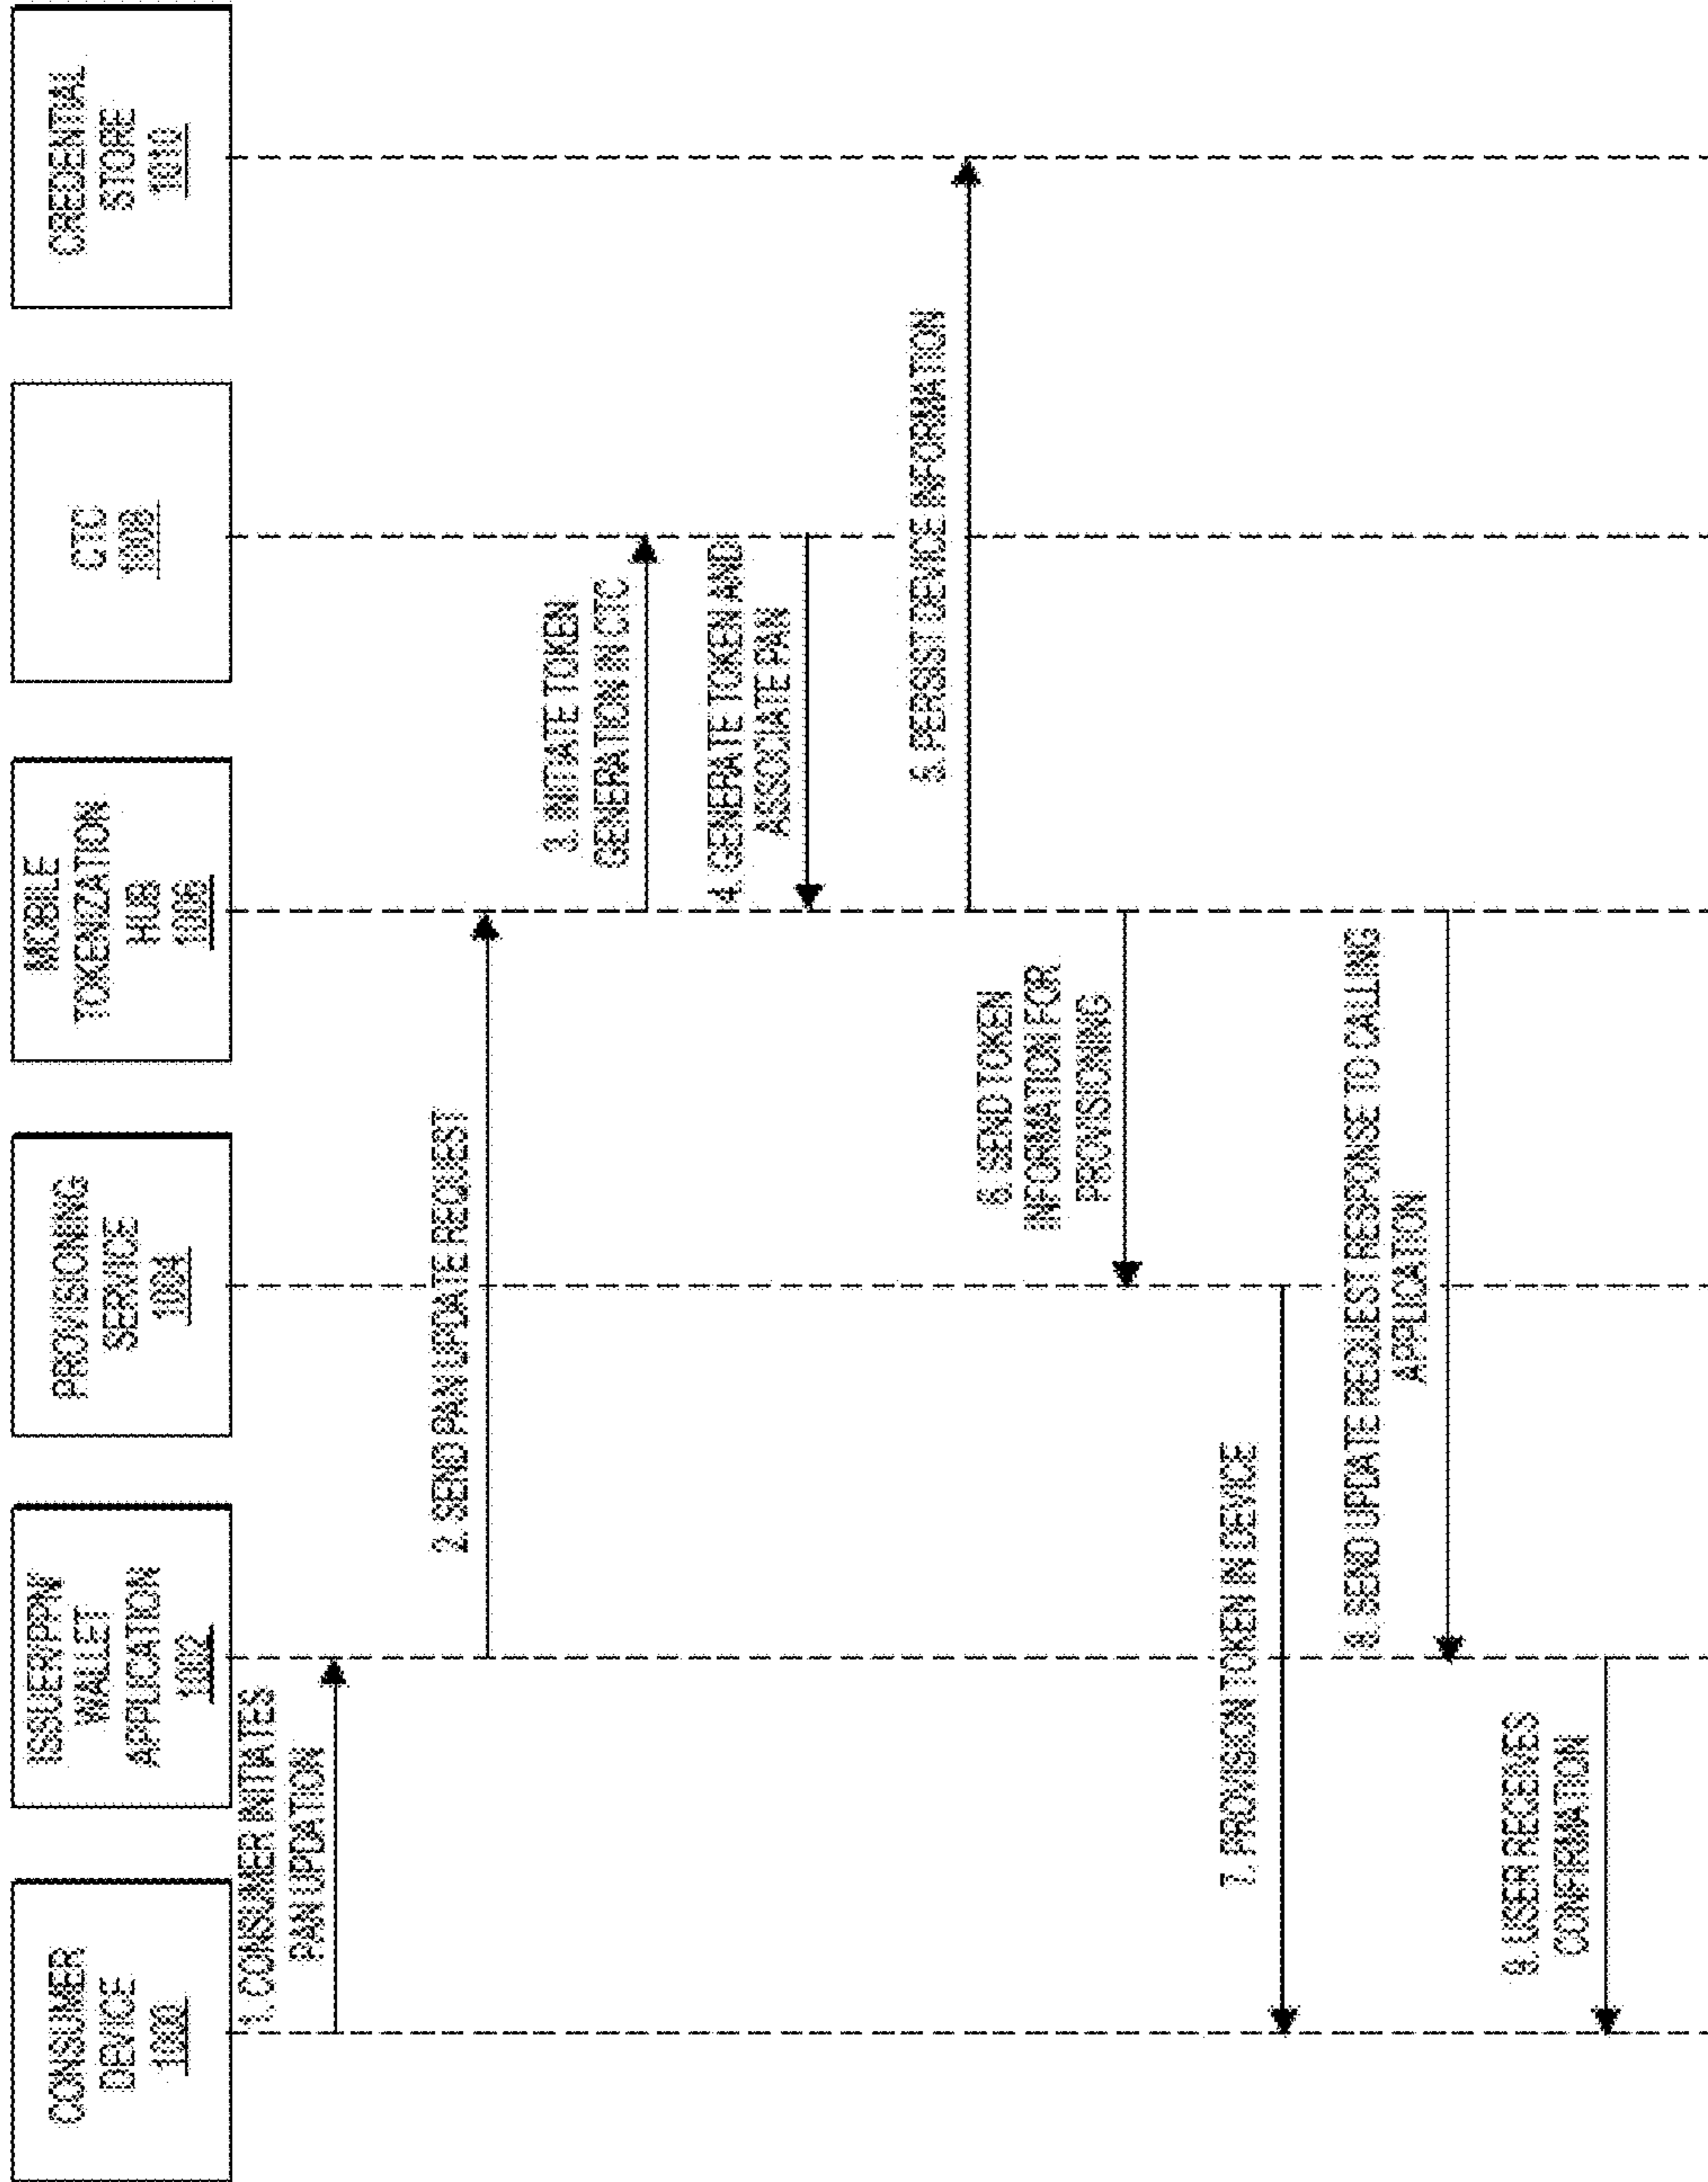 CONSUMER
DEVICE
1000
ISSUER/PPN
WALLET
APPLICATION
1002
PROVISIONING
SERVICE
1004
MOBILE
TOKENIZATION
HUB
1006
CTC
1008
CREDENTIAL
STORE
1010
1. CONSUMER INITIATES
PAN UPDATION
2. SEND PAN UPDATE REQUEST
3. INITIATE TOKEN
GENERATION IN CTC
4. GENERATE TOKEN AND
ASSOCIATE PAN
5. PERSIST DEVICE INFORMATION
6. SEND TOKEN
INFORMATION FOR
PROVISIONING
7. PROVISION TOKEN IN DEVICE
8. SEND UPDATE REQUEST RESPONSE TO CALLING
APPLICATION
9. USER RECEIVES
CONFIRMATION